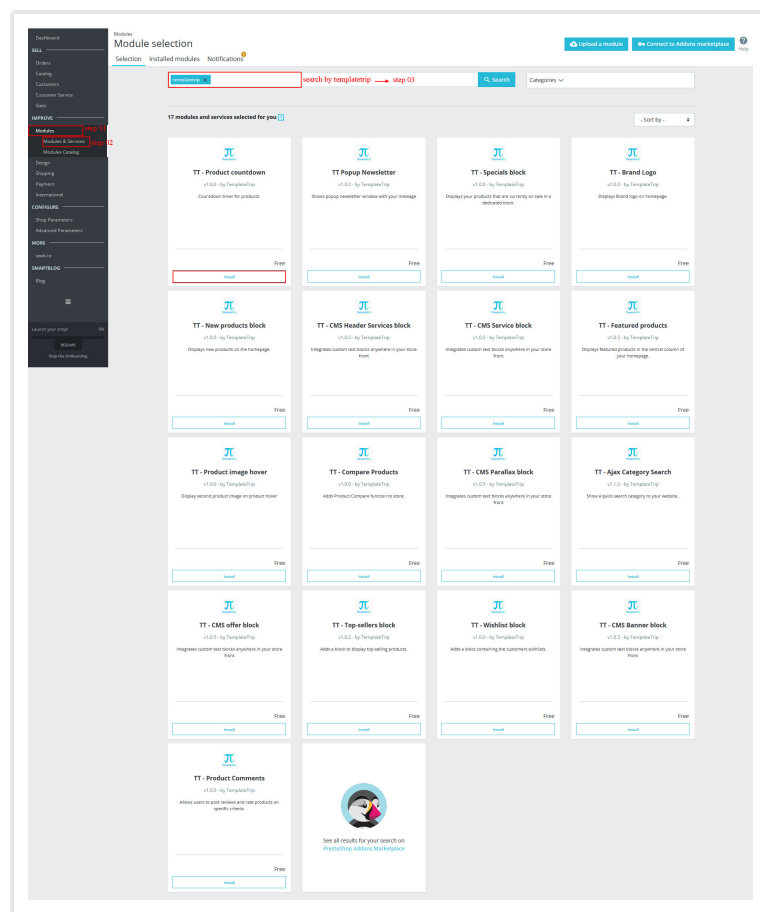 Dashboard
SELL
Orders
Catalog
Customers
Customer Service
Stats
IMPROVE
Modules
step 01
Modules & Services
step 02
Modules Catalog
Design
Shipping
Payment
International
CONFIGURE
Shop Parameters
Advanced Parameters
MORE
SMARTBLOG
Blog
Launch your shop!
0%
RESUME
Stop the OnBoarding
Modules
Module selection
Upload a module
Connect to Addons marketplace
Help
Selection Installed modules Notifications
templatetrip x
search by templatetrip step 03
Search
Categories
17 modules and services selected for you
- Sort by -
TT - Product countdown
v1.0.0 - by TemplateTrip
Countdown timer for products.
Free
Install
TT Popup Newsletter
v1.0.0 - by TemplateTrip
Shows popup newsletter window with your message
Free
Install
TT - Specials block
v1.0.0 - by TemplateTrip
Displays your products that are currently on sale in a
dedicated block.
Free
Install
TT - Brand Logo
v1.0.0 - by TemplateTrip
Displays Brand logo on homepage.
Free
Install
TT - New products block
v1.0.0 - by TemplateTrip
Displays new products on the homepage.
Free
Install
TT - CMS Header Services block
v1.0.5 - by TemplateTrip
Integrates custom text blocks anywhere in your store
front
Free
Install
TT - CMS Service block
v1.0.5 - by TemplateTrip
Integrates custom text blocks anywhere in your store
front
Free
Install
TT - Featured products
v1.0.5 - by TemplateTrip
Displays featured products in the central column of
your homepage.
Free
Install
TT - Product image hover
v1.0.0 - by TemplateTrip
Display second product image on product hover
Free
Install
TT - Compare Products
v1.0.0 - by TemplateTrip
Adds Product Compare function to store.
Free
Install
TT - CMS Parallax block
v1.0.5 - by TemplateTrip
Integrates custom text blocks anywhere in your store
front
Free
Install
TT - Ajax Category Search
v1.1.0 - by TemplateTrip
Show a quick search category to your website.
Free
Install
TT - CMS offer block
v1.0.5 - by TemplateTrip
Integrates custom text blocks anywhere in your store
front
Free
Install
TT - Top-sellers block
v1.0.2 - by TemplateTrip
Adds a block to display top-selling products.
Free
Install
TT - Wishlist block
v1.0.0 - by TemplateTrip
Adds a block containing the customers wishlists.
Free
Install
TT - CMS Banner block
v1.0.5 - by TemplateTrip
Integrates custom text blocks anywhere in your store
front
Free
Install
TT - Product Comments
v1.0.0 - by TemplateTrip
Allows users to post reviews and rate products on
specific criteria.
Free
Install
See all results for your search on
PrestaShop Addons Marketplace